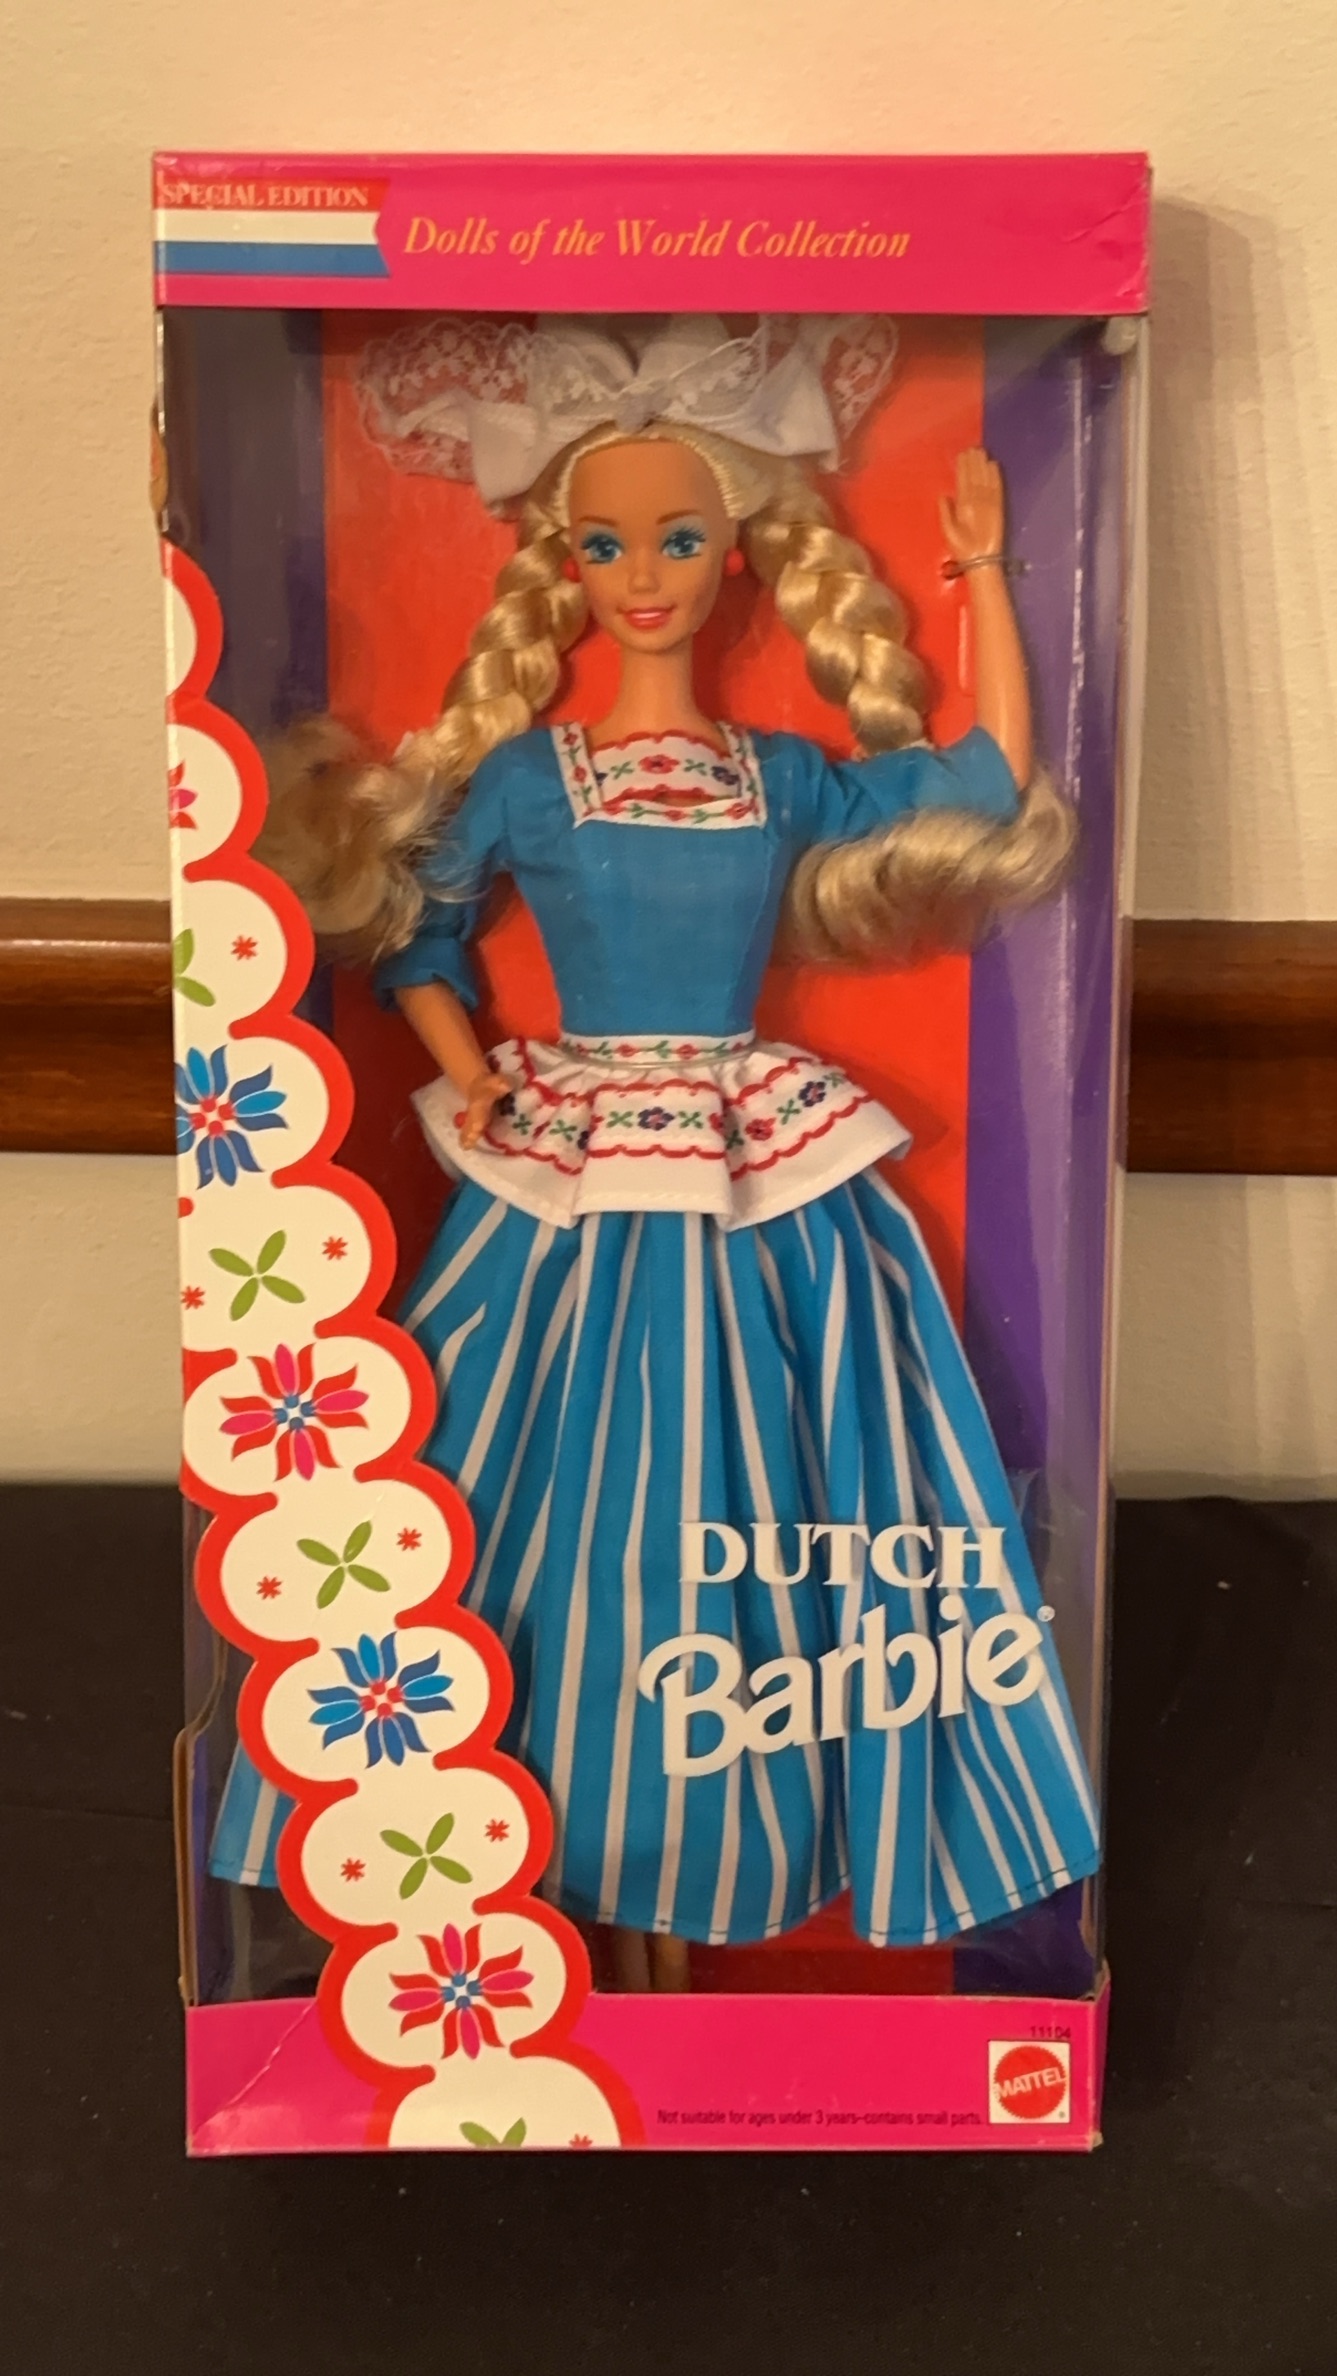 SPECIAL EDITION
Dolls of the World Collection
DUTCH
Barbie®
11104
MATTEL®
Not suitable for ages under 3 years–contains small parts.